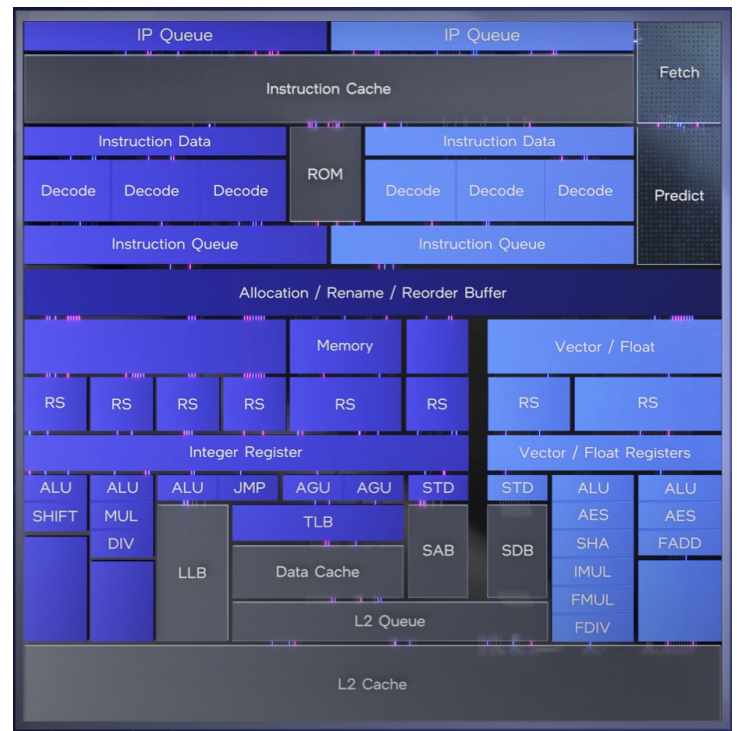 IP Queue IP Queue
Fetch
Instruction Cache
Instruction Data Instruction Data
ROM
Decode Decode Decode Decode Decode Decode
Predict
Instruction Queue Instruction Queue
Allocation / Rename / Reorder Buffer
Memory Vector / Float
RS RS RS RS RS RS RS RS
Integer Register Vector / Float Registers
ALU ALU ALU JMP AGU AGU STD STD ALU ALU
SHIFT MUL TLB AES AES
DIV SAB SDB SHA FADD
LLB Data Cache IMUL
FMUL
L2 Queue FDIV
L2 Cache